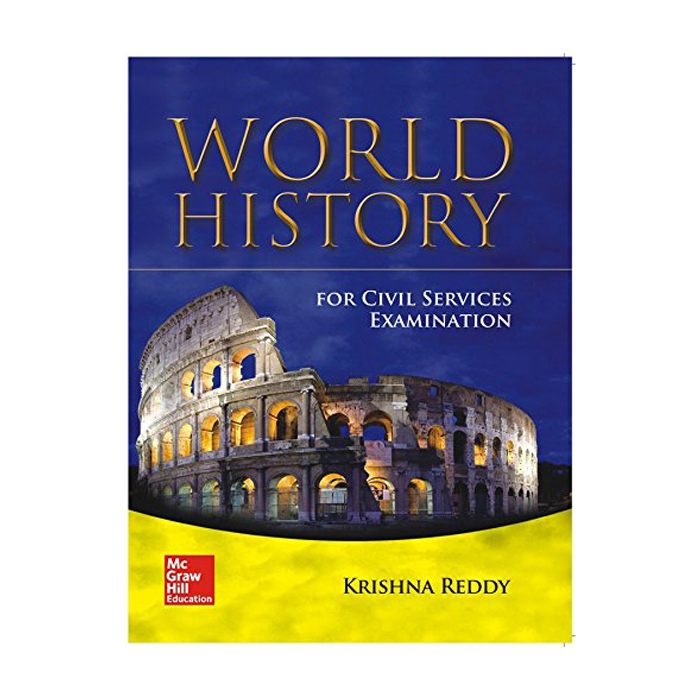 WORLD
HISTORY
FOR CIVIL SERVICES
EXAMINATION
Mc
Graw
Hill
Education
KRISHNA REDDY